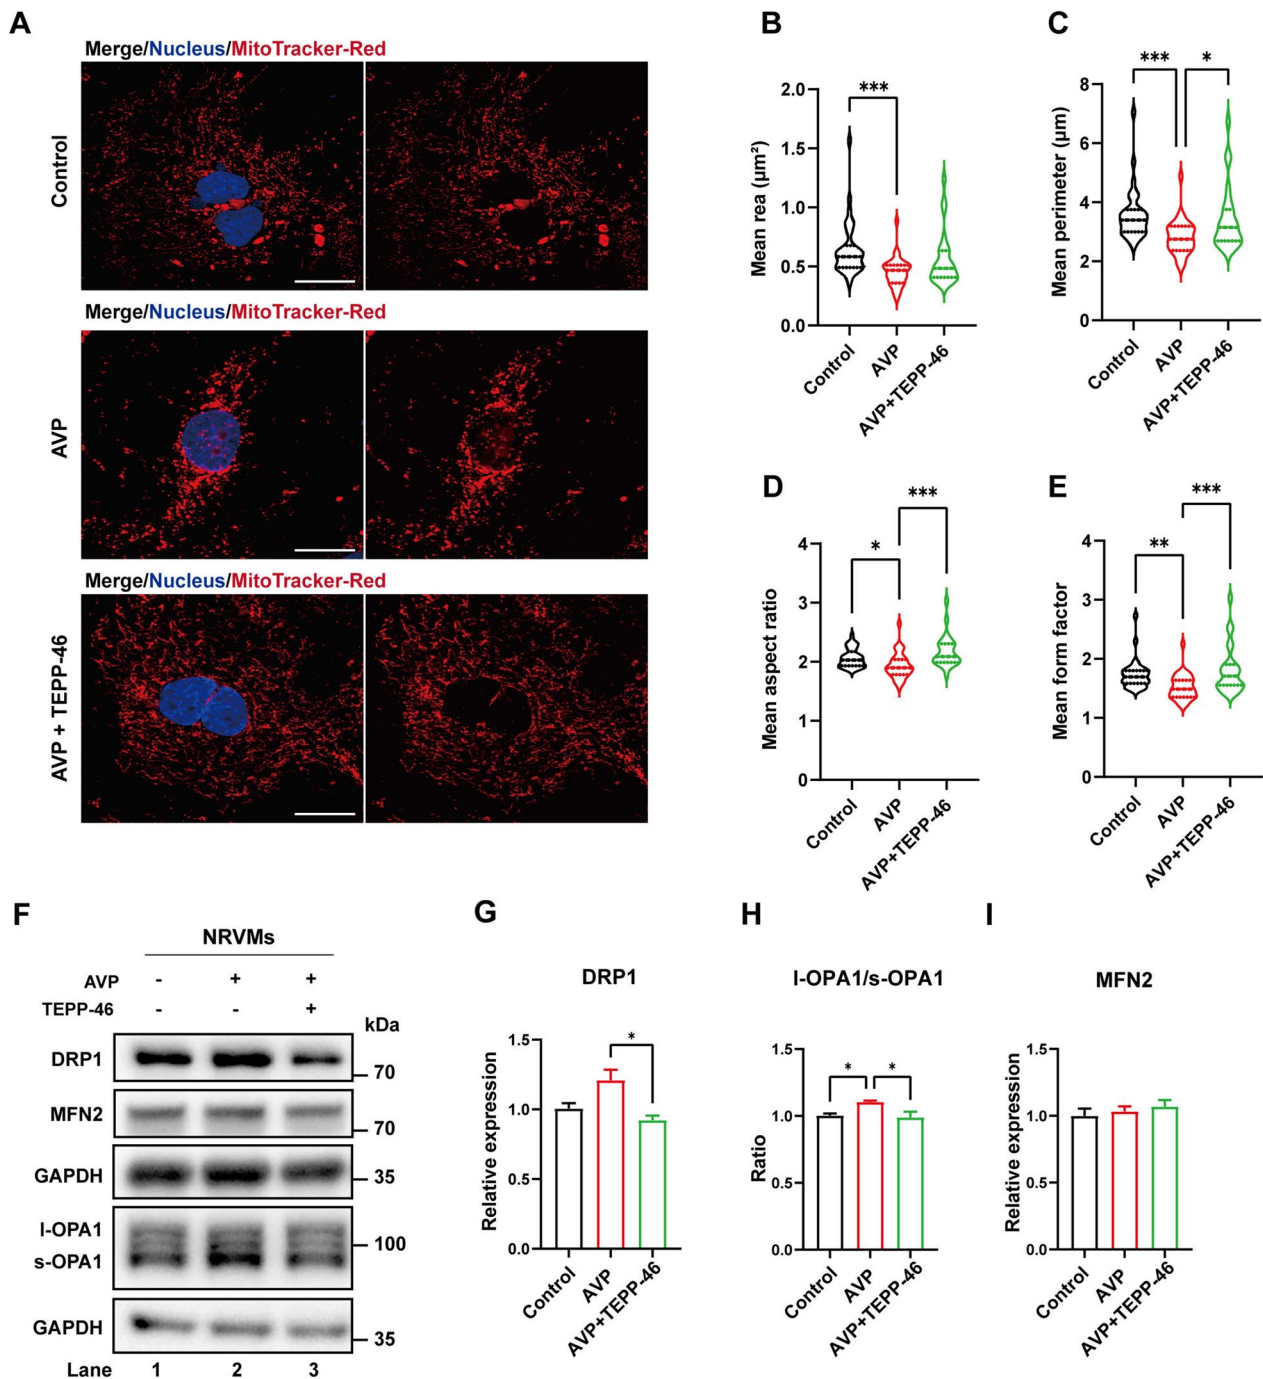 A
Merge/Nucleus/MitoTracker-Red
Control
Merge/Nucleus/MitoTracker-Red
AVP
Merge/Nucleus/MitoTracker-Red
AVP + TEPP-46
B
Mean rea (µm²)
2.0
1.5
1.0
0.5
0.0
***
Control
AVP
AVP+TEPP-46
C
Mean perimeter (µm)
8
6
4
2
0
***
*
Control
AVP
AVP+TEPP-46
D
Mean aspect ratio
4
3
2
1
0
*
***
Control
AVP
AVP+TEPP-46
E
Mean form factor
4
3
2
1
0
**
***
Control
AVP
AVP+TEPP-46
F
NRVMs
AVP - + +
TEPP-46 - - +
kDa
DRP1
70
MFN2
70
GAPDH
35
l-OPA1
100
s-OPA1
GAPDH
35
Lane 1 2 3
G
DRP1
Relative expression
1.5
1.0
0.5
0.0
*
Control
AVP
AVP+TEPP-46
H
l-OPA1/s-OPA1
Ratio
1.5
1.0
0.5
0.0
*
*
Control
AVP
AVP+TEPP-46
I
MFN2
Relative expression
1.5
1.0
0.5
0.0
Control
AVP
AVP+TEPP-46